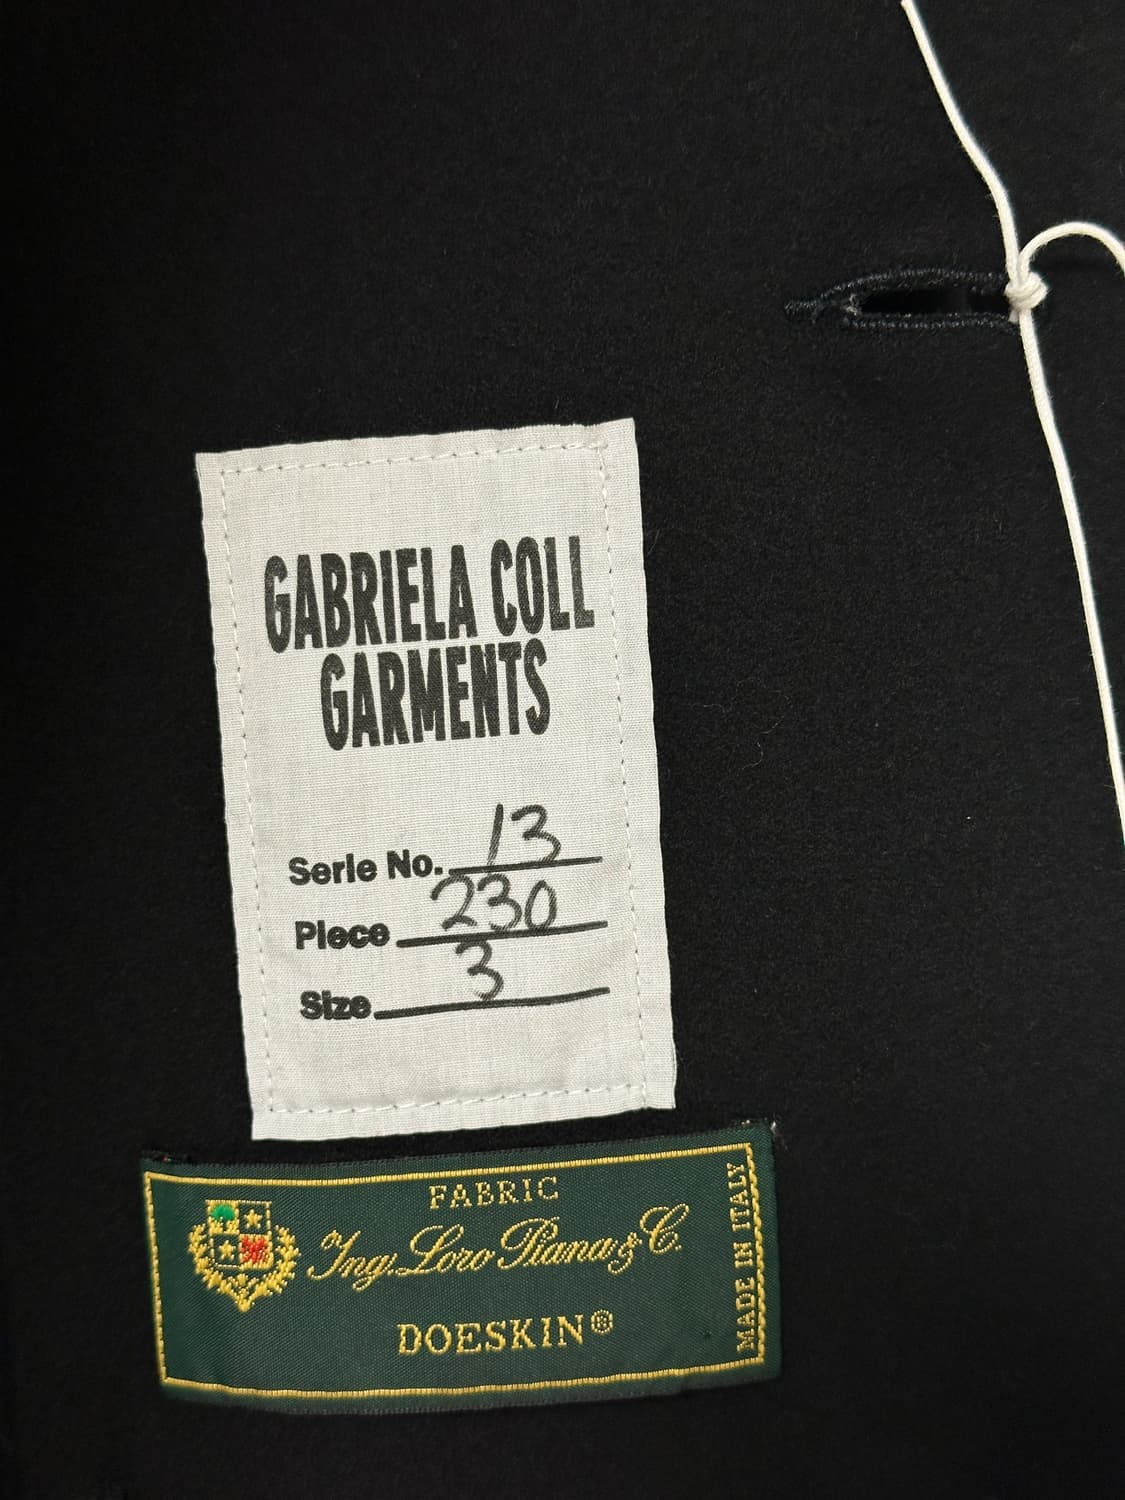 GABRIELA COLL
GARMENTS
Serie No. 13
Piece 230
Size 3
FABRIC
Ing. Loro Piana & C.
DOESKIN®
MADE IN ITALY